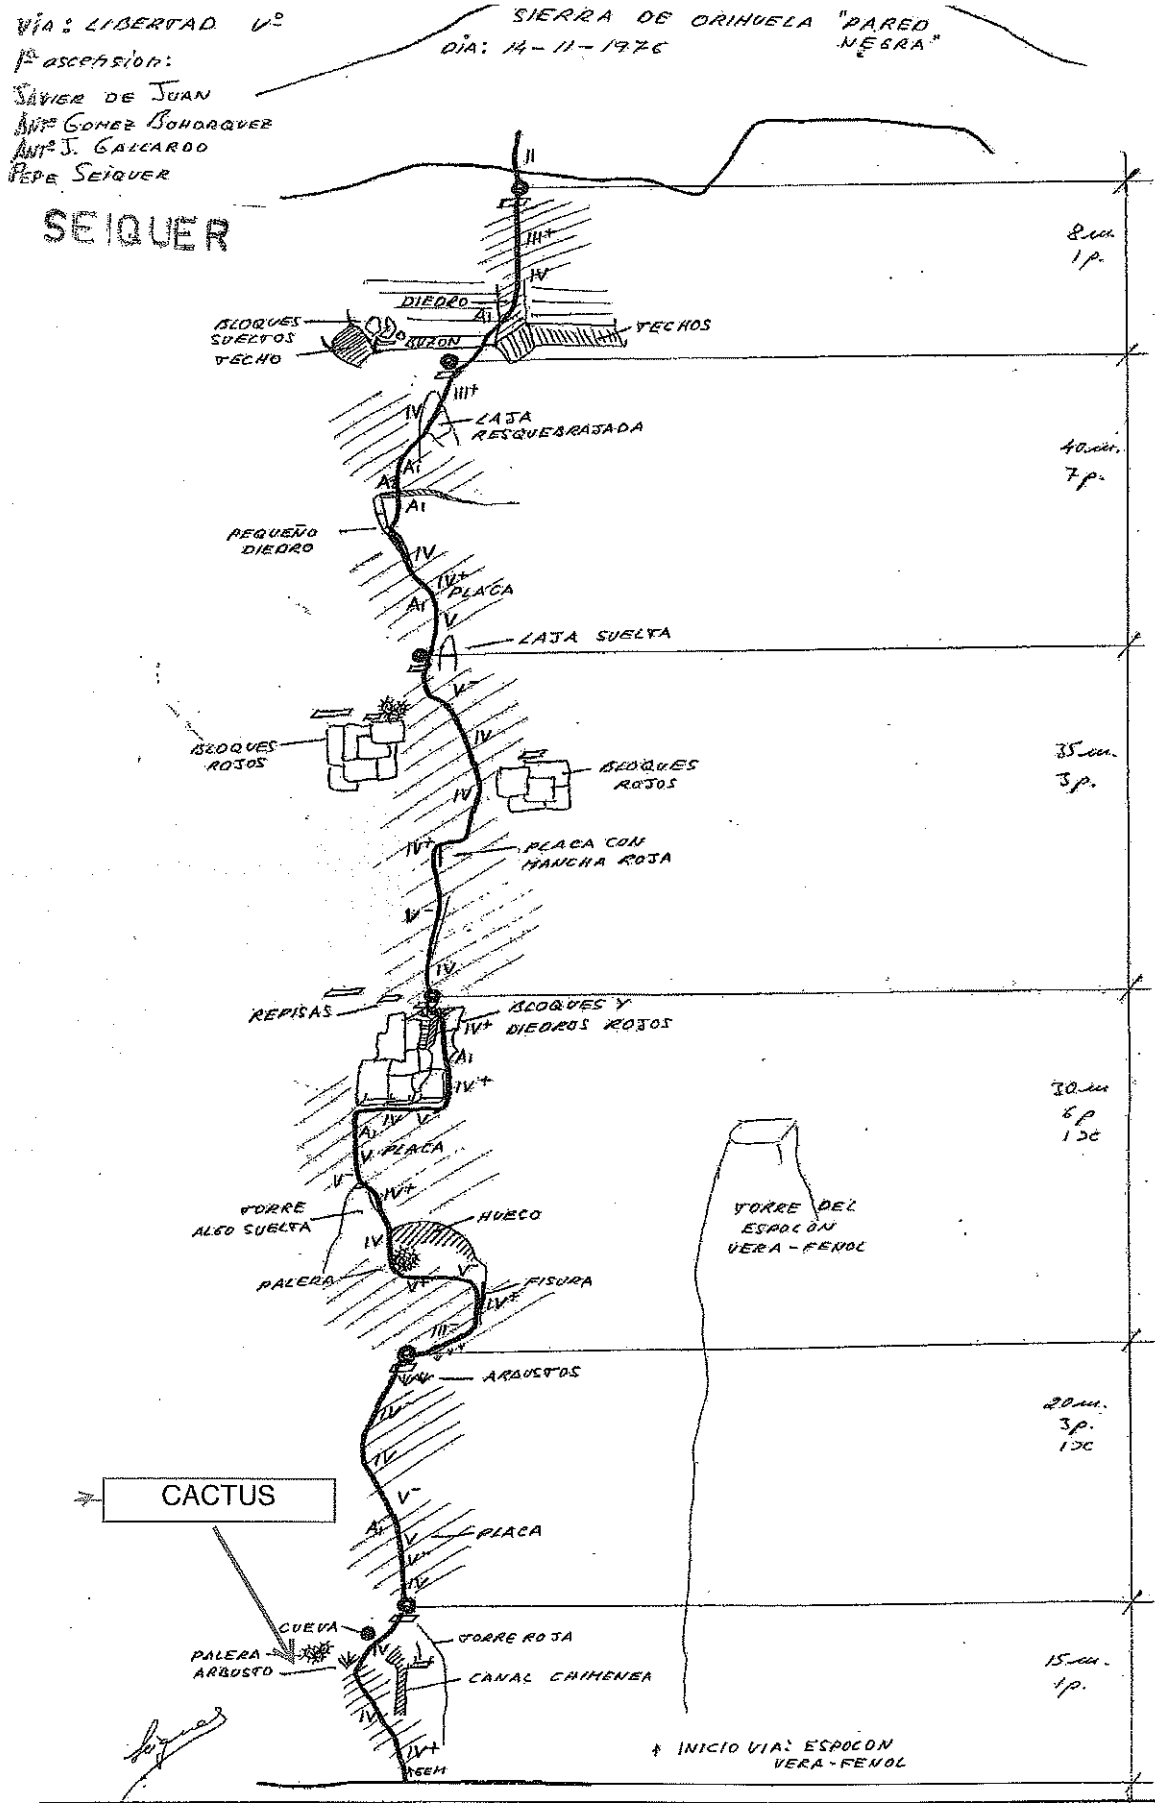 VÍA: LIBERTAD Vº
1ª ascensión:
JAVIER DE JUAN
ANTº GOMEZ BOHORQUEZ
ANTº J. GALLARDO
PEPE SEIQUER
SEIQUER
SIERRA DE ORIHUELA "PARED
NEGRA"
DÍA: 14-11-1976
II
III+
IV
8 m.
1 p.
DIEDRO
A1
BLOQUES
SUELTOS
TECHO
BUZON
TECHOS
III+
IV
LAJA
RESQUEBRAJADA
40 m.
7 p.
A1
A2
A1
PEQUEÑO
DIEDRO
IV
IV+
PLACA
A1
V
LAJA SUELTA
V-
BLOQUES
ROJOS
IV
BLOQUES
ROJOS
35 m.
3 p.
IV
IV+
PLACA CON
MANCHA ROJA
V-
IV
REPISAS
BLOQUES Y
DIEDROS ROJOS
IV+
A1
IV+
30 m
6 p
1 x
IV V
A1
V PLACA
V-
IV+
TORRE
ALGO SUELTA
HUECO
IV
TORRE DEL
ESPOLON
VERA-FENOL
PALERA
V+
V-
FISURA
IV+
III-
ARBUSTOS
IV-
20 m.
3 p.
1 x
IV
CACTUS
V-
A1
V
PLACA
V-
IV
CUEVA
IV
TORRE ROJA
PALERA
ARBUSTO
CANAL CHIMENEA
15 m.
1 p.
IV
Seiquer
IV+
GEM
INICIO VIA: ESPOLON
VERA-FENOL